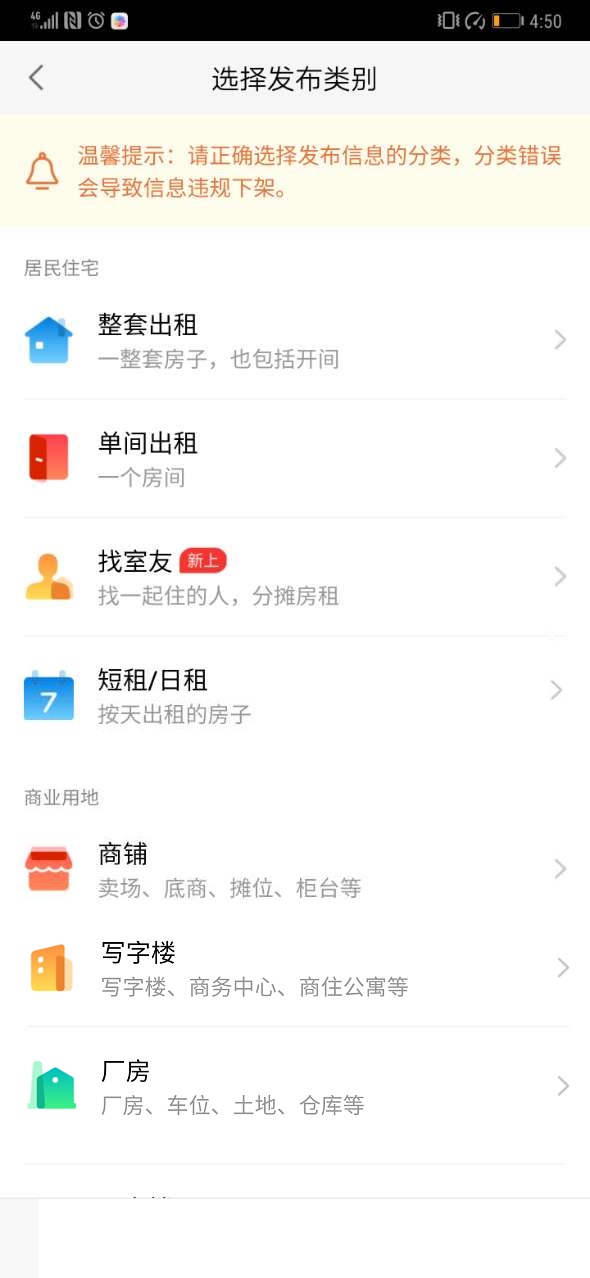 4G
4:50
选择发布类别
温馨提示：请正确选择发布信息的分类，分类错误
会导致信息违规下架。
居民住宅
整套出租
一整套房子，也包括开间
单间出租
一个房间
找室友 新上
找一起住的人，分摊房租
短租/日租
7
按天出租的房子
商业用地
商铺
卖场、底商、摊位、柜台等
写字楼
写字楼、商务中心、商住公寓等
厂房
厂房、车位、土地、仓库等